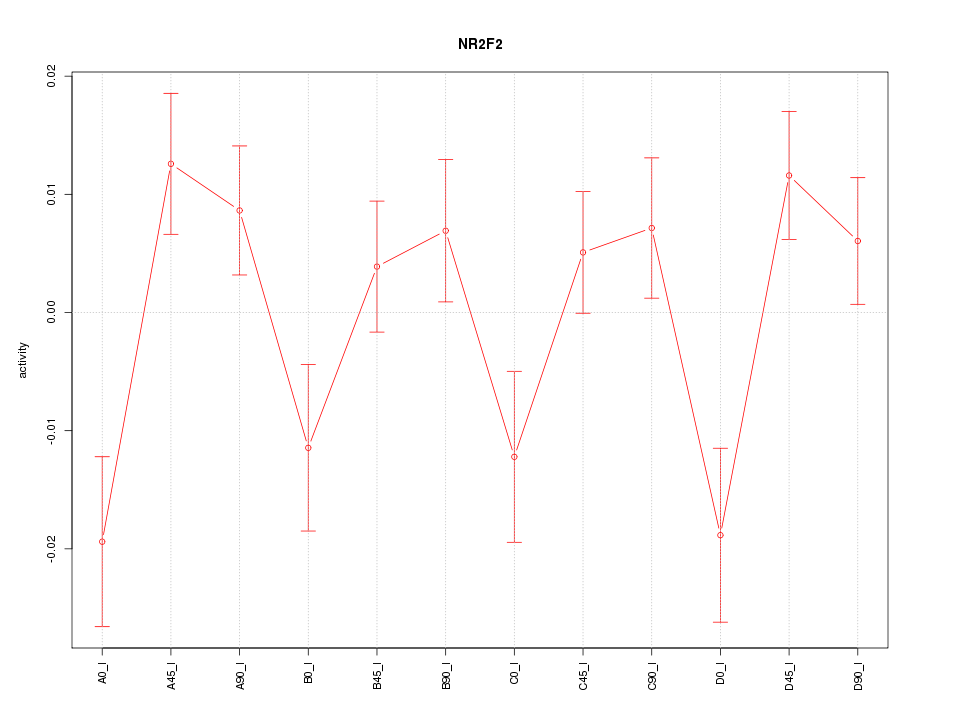 NR2F2
0.02
0.01
0.00
-0.01
-0.02
activity
A0_I
A45_I
A90_I
B0_I
B45_I
B90_I
C0_I
C45_I
C90_I
D0_I
D45_I
D90_I